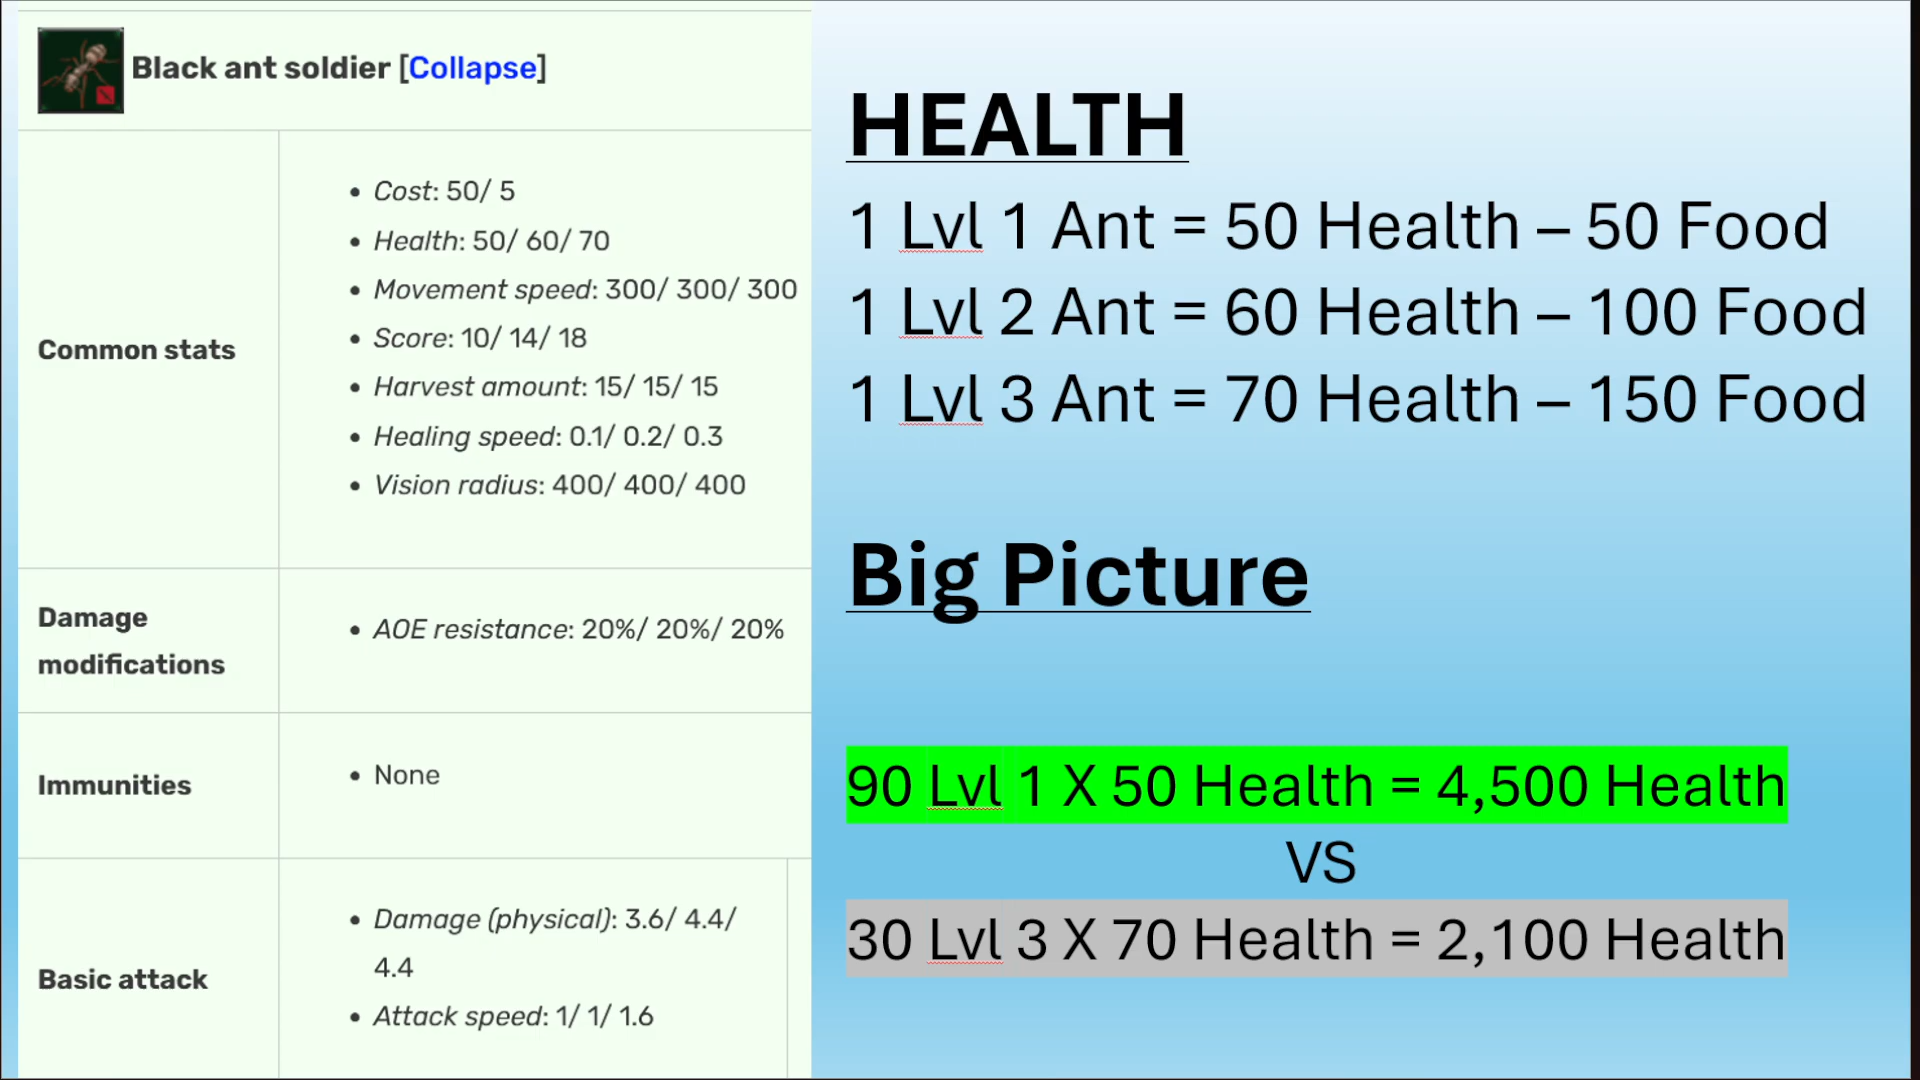 Black ant soldier [Collapse]
Common stats
Cost: 50/ 5
Health: 50/ 60/ 70
Movement speed: 300/ 300/ 300
Score: 10/ 14/ 18
Harvest amount: 15/ 15/ 15
Healing speed: 0.1/ 0.2/ 0.3
Vision radius: 400/ 400/ 400
Damage
modifications
AOE resistance: 20%/ 20%/ 20%
Immunities
None
Basic attack
Damage (physical): 3.6/ 4.4/
4.4
Attack speed: 1/ 1/ 1.6
HEALTH
1 Lvl 1 Ant = 50 Health – 50 Food
1 Lvl 2 Ant = 60 Health – 100 Food
1 Lvl 3 Ant = 70 Health – 150 Food
Big Picture
90 Lvl 1 X 50 Health = 4,500 Health
VS
30 Lvl 3 X 70 Health = 2,100 Health